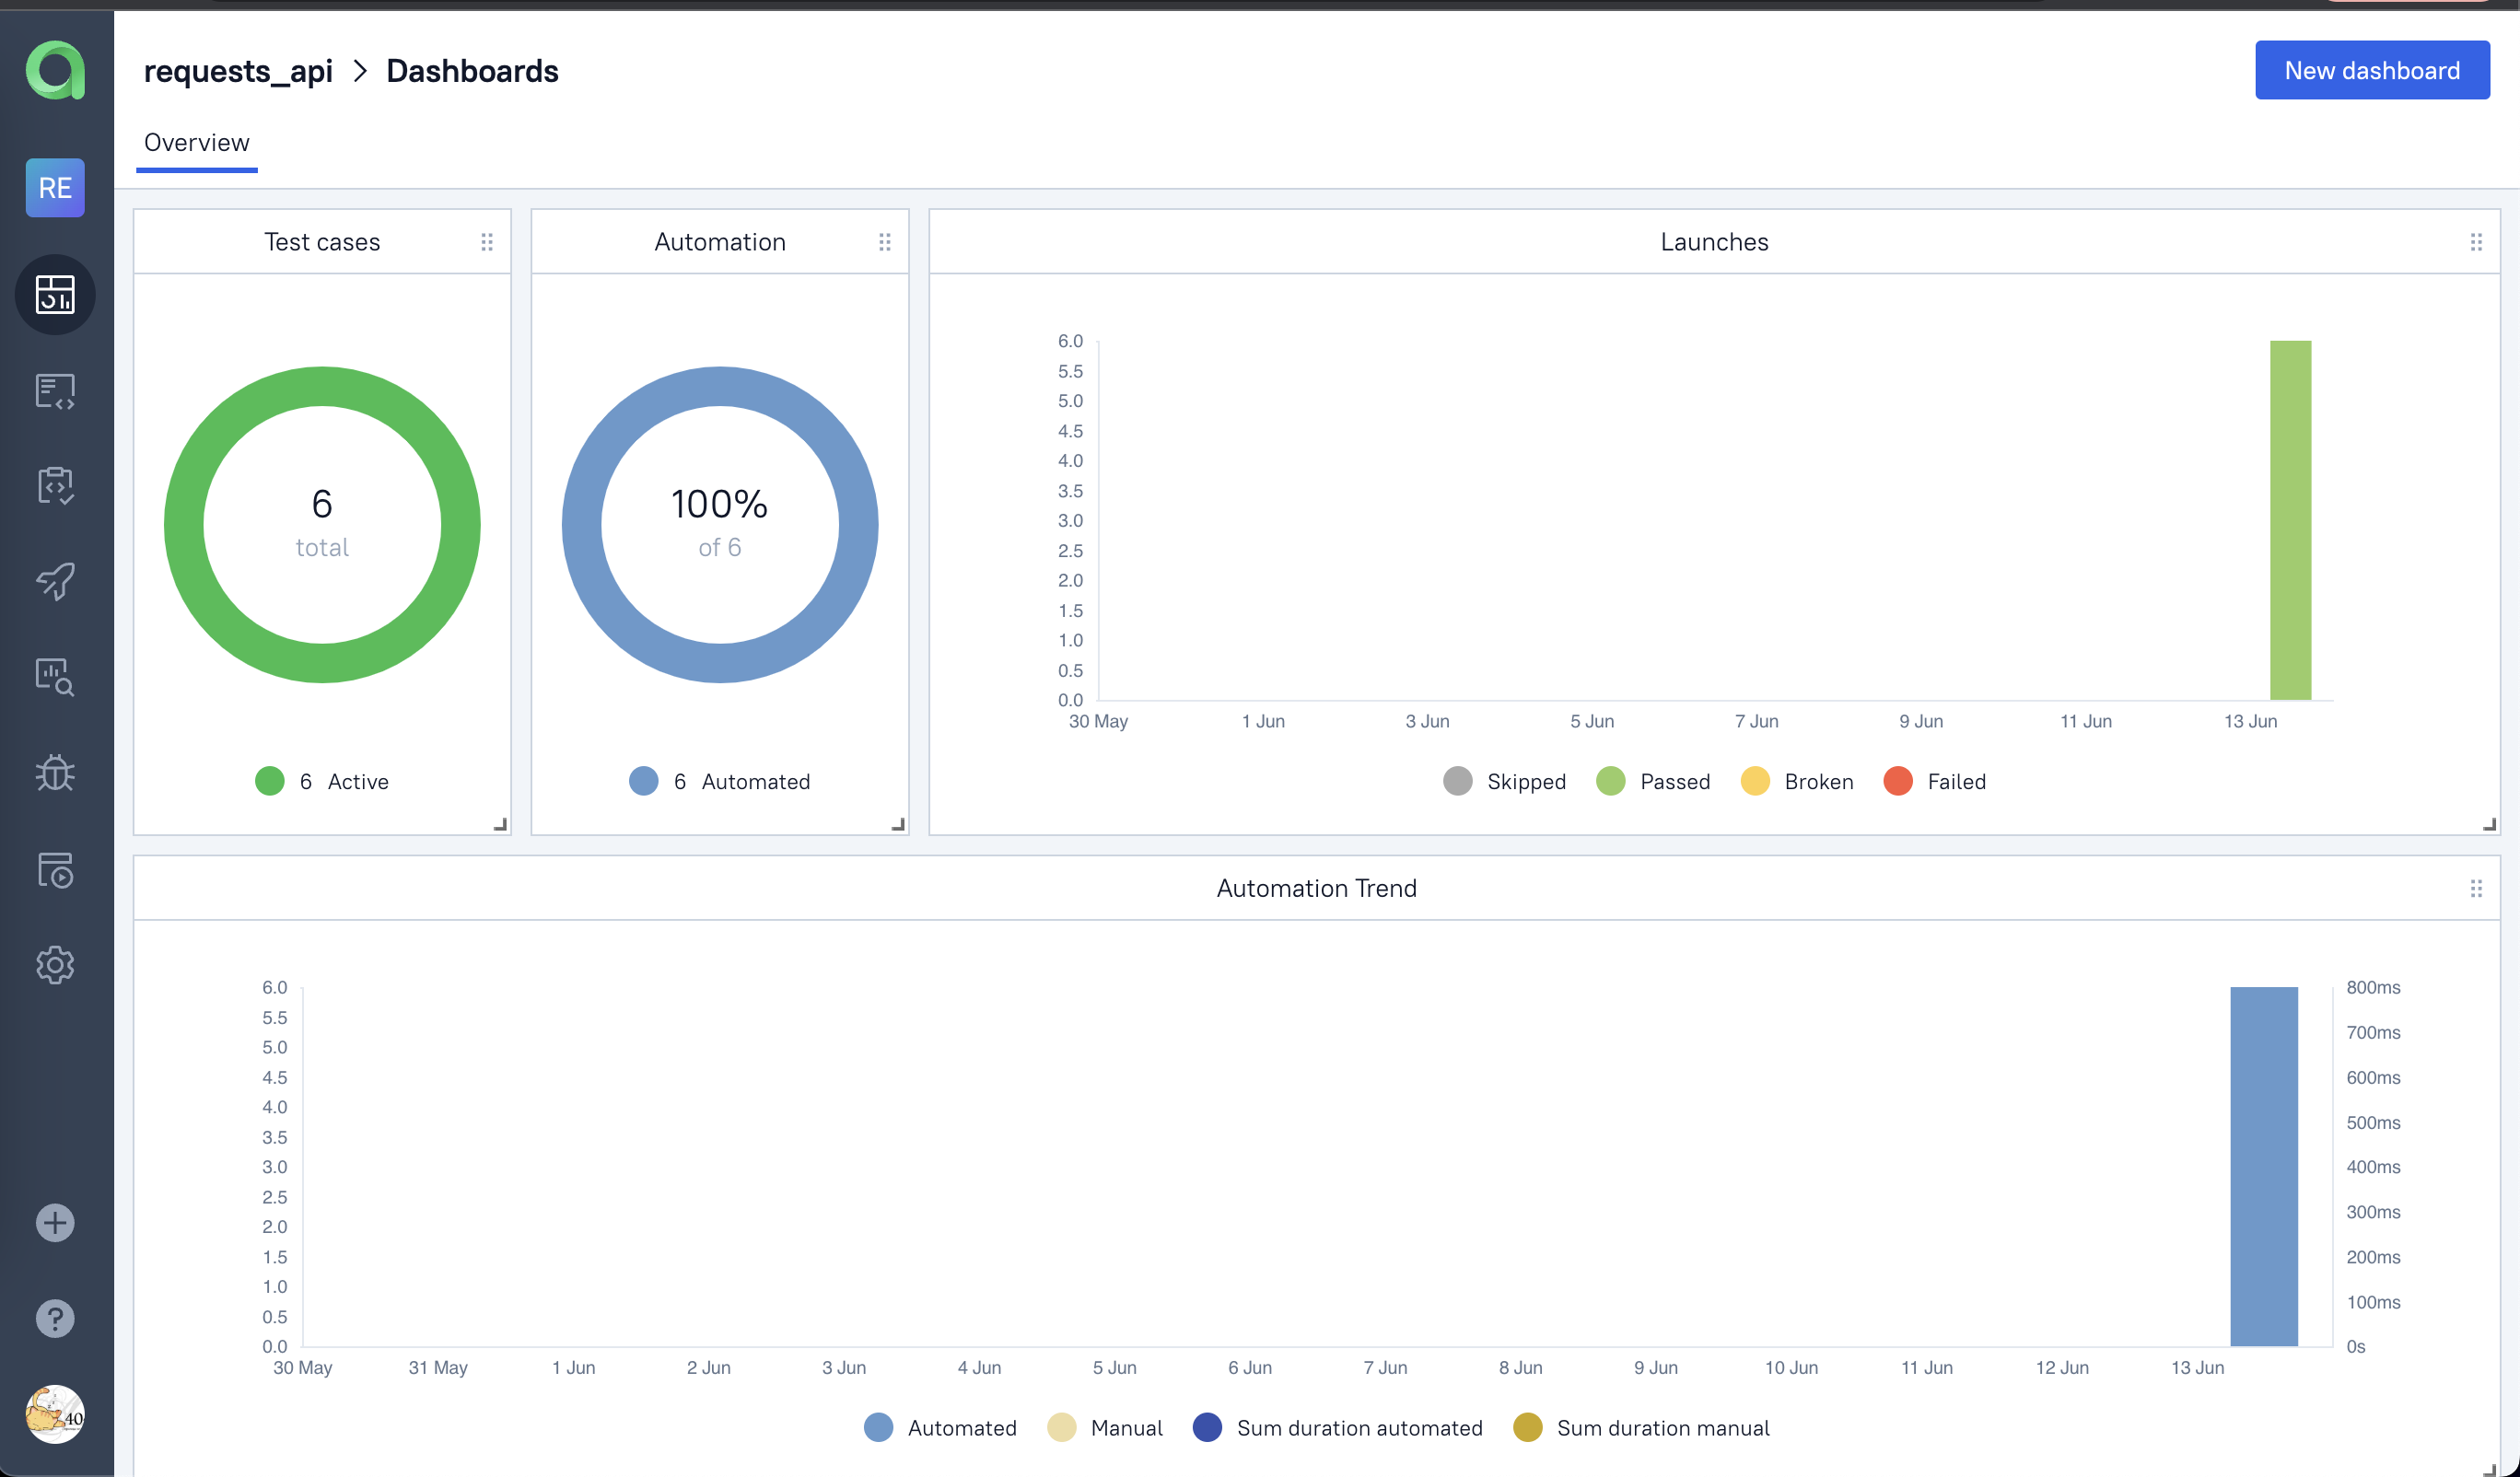 requests_api > Dashboards
New dashboard
Overview
RE
Test cases
6
total
6 Active
Automation
100%
of 6
6 Automated
Launches
6.0
5.5
5.0
4.5
4.0
3.5
3.0
2.5
2.0
1.5
1.0
0.5
0.0
30 May 1 Jun 3 Jun 5 Jun 7 Jun 9 Jun 11 Jun 13 Jun
Skipped Passed Broken Failed
Automation Trend
6.0 800ms
5.5
5.0
4.5
4.0
3.5
3.0
2.5
2.0
1.5
1.0
0.5
0.0
700ms
600ms
500ms
400ms
300ms
200ms
100ms
0s
30 May 31 May 1 Jun 2 Jun 3 Jun 4 Jun 5 Jun 6 Jun 7 Jun 8 Jun 9 Jun 10 Jun 11 Jun 12 Jun 13 Jun
Automated Manual Sum duration automated Sum duration manual
?
40